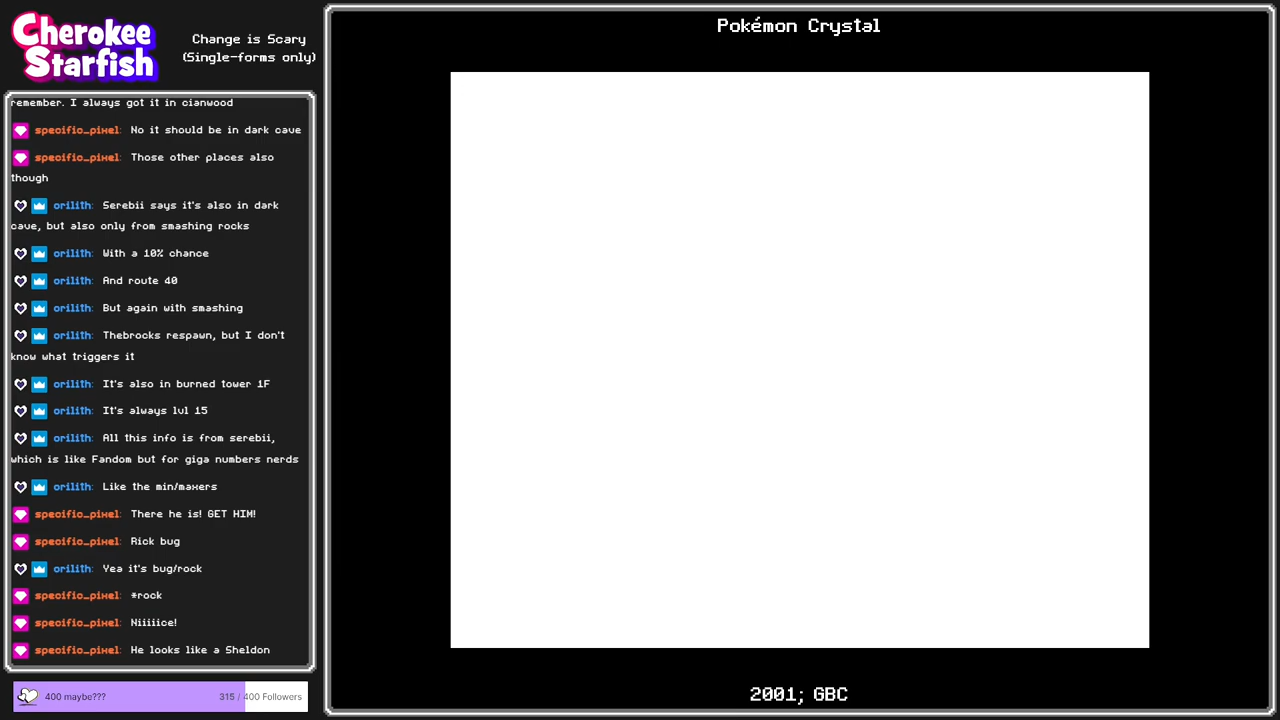 Cherokee
Starfish
Change is Scary
(Single-forms only)
Pokémon Crystal
remember. I always got it in cianwood
specific_pixel: No it should be in dark cave
specific_pixel: Those other places also
though
orilith: Serebii says it's also in dark
cave, but also only from smashing rocks
orilith: With a 10% chance
orilith: And route 40
orilith: But again with smashing
orilith: Thebrocks respawn, but I don't
know what triggers it
orilith: It's also in burned tower 1F
orilith: It's always lvl 15
orilith: All this info is from serebii,
which is like Fandom but for giga numbers nerds
orilith: Like the min/maxers
specific_pixel: There he is! GET HIM!
specific_pixel: Rick bug
orilith: Yea it's bug/rock
specific_pixel: *rock
specific_pixel: Niiiiice!
specific_pixel: He looks like a Sheldon
400 maybe??? 315 / 400 Followers
2001; GBC